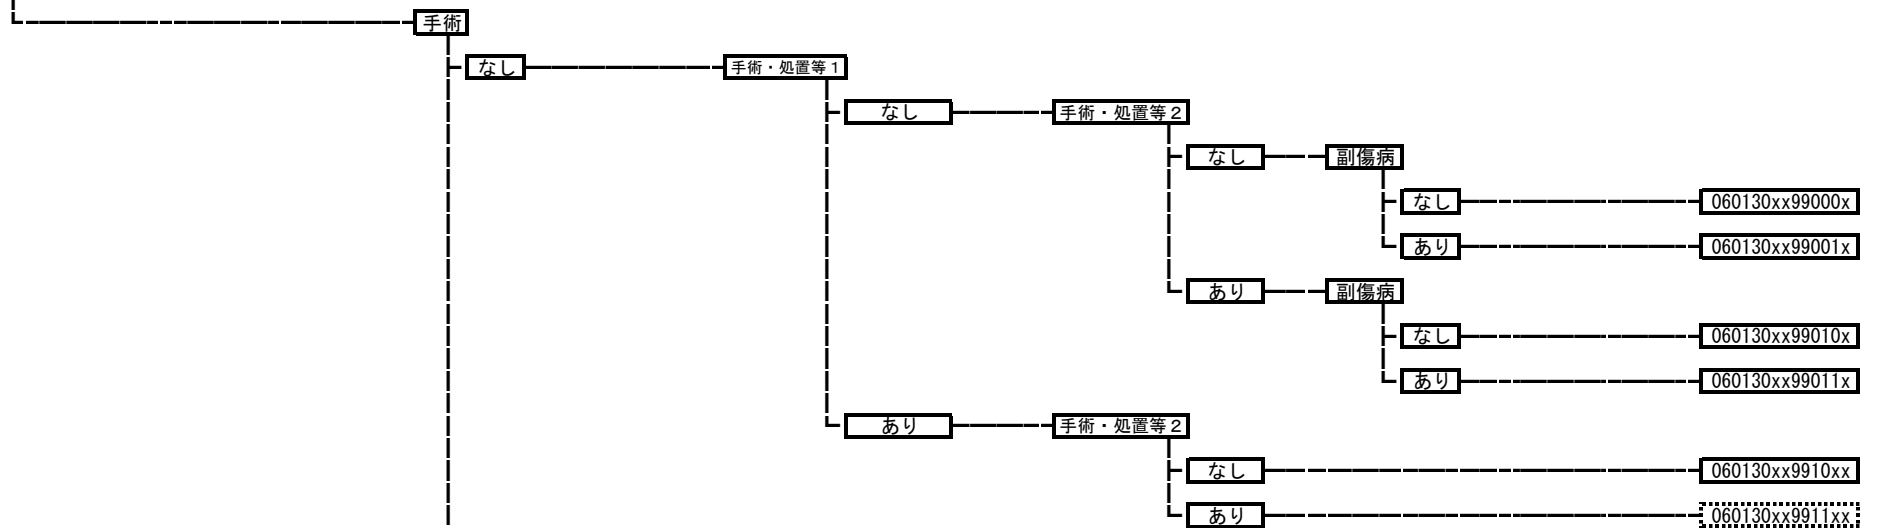 手術
なし 手術・処置等１
なし 手術・処置等２
なし 副傷病
なし 060130xx99000x
あり 060130xx99001x
あり 副傷病
なし 060130xx99010x
あり 060130xx99011x
あり 手術・処置等２
なし 060130xx9910xx
あり 060130xx9911xx